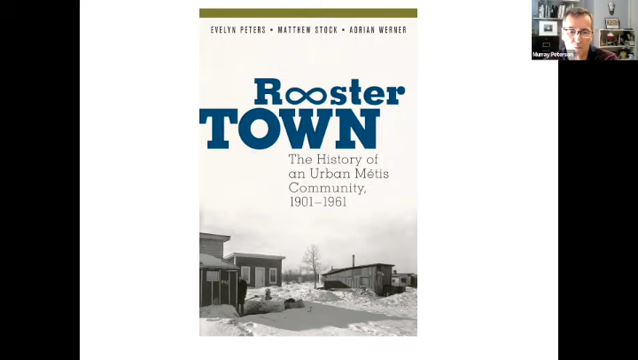 EVELYN PETERS • MATTHEW STOCK • ADRIAN WERNER
Murray Peterson
Rooster
TOWN
The History of
an Urban Métis
Community,
1901–1961